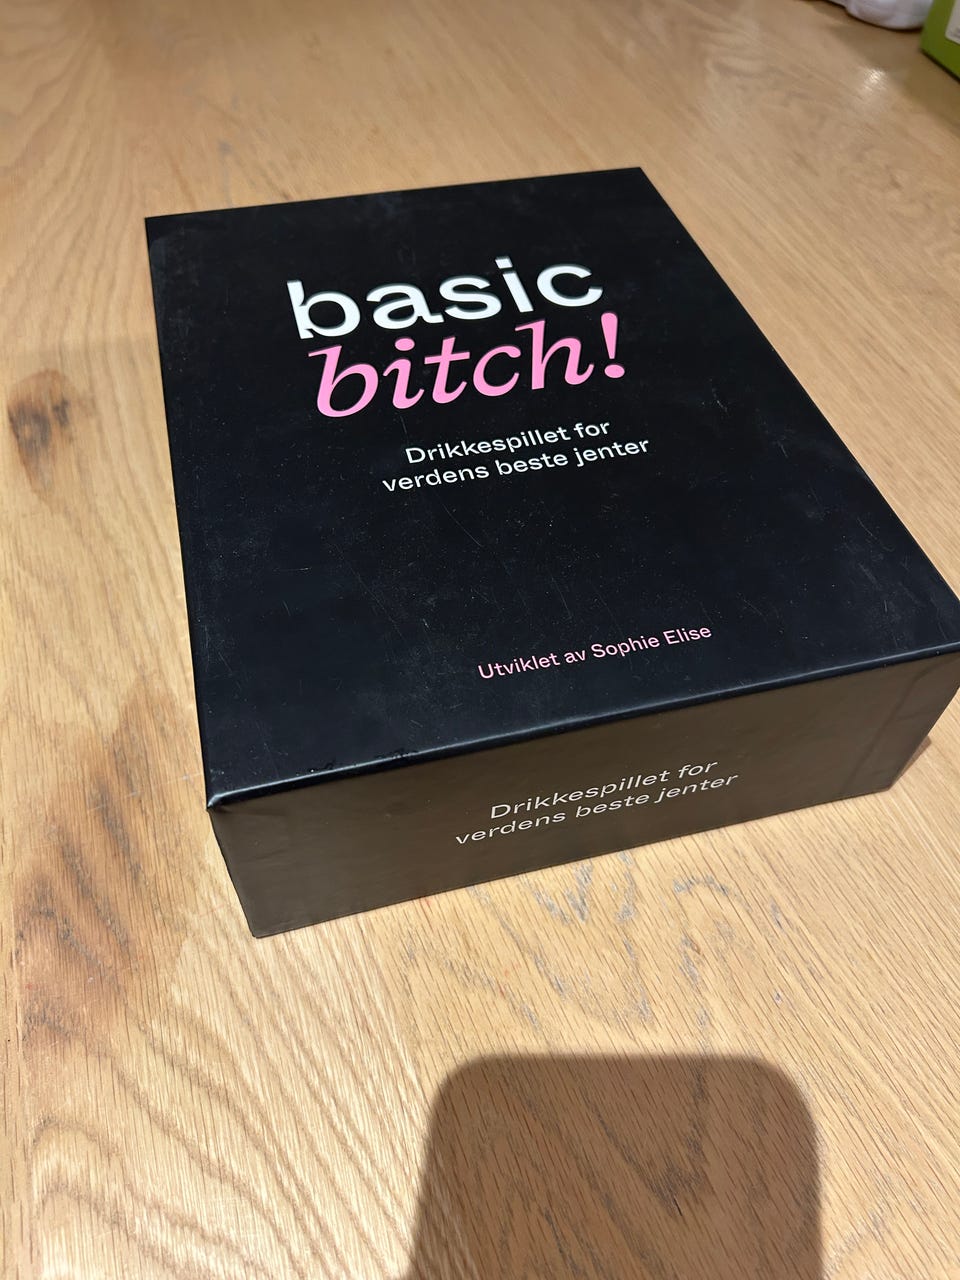 basic
bitch!
Drikkespillet for
verdens beste jenter
Utviklet av Sophie Elise
Drikkespillet for
verdens beste jenter